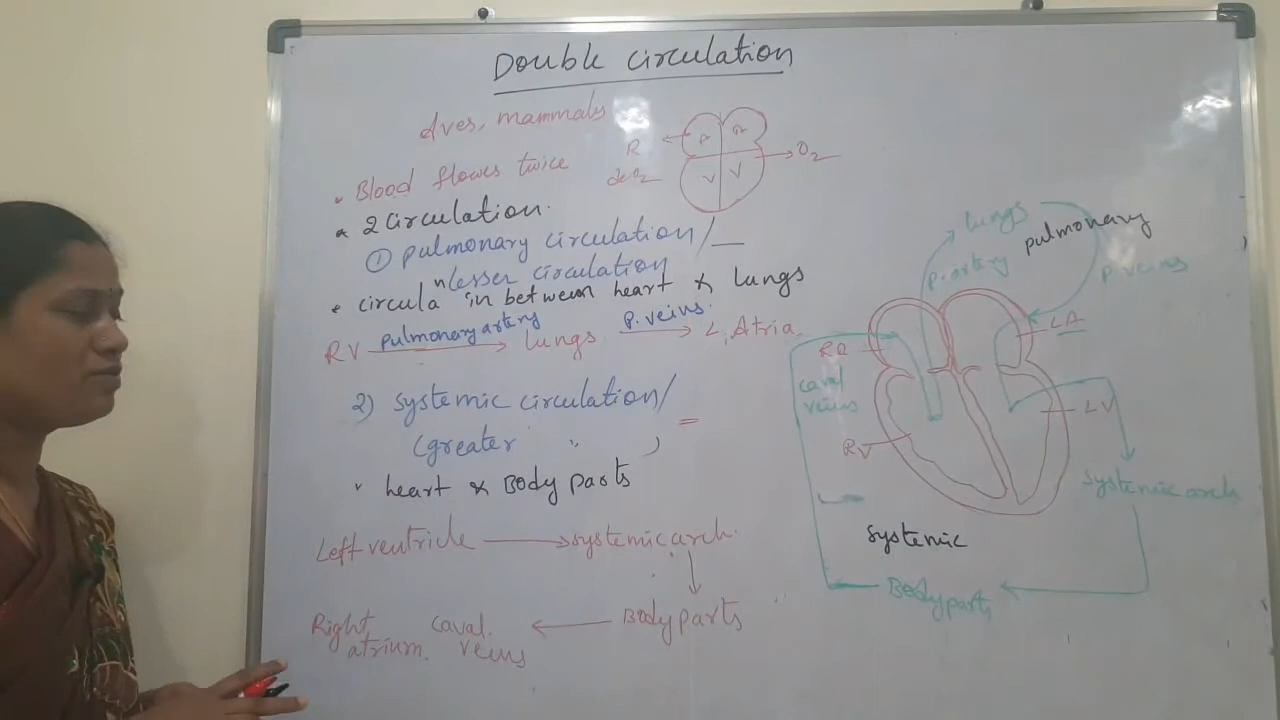 Double circulation
Aves, mammals
R
deO2
A A
V V
O2
Blood flows twice
2 Circulation.
① pulmonary circulation/
" lesser circulation
circula in between heart & lungs
RV pulmonary artery lungs P. veins L. Atria.
2) systemic circulation/
(greater " )
heart & Body parts
Left ventricle systemic arch.
Body parts
Right caval
atrium. veins
lungs
pulmonary
p. artery
p. veins
LA
RA
caval
veins
LV
RV
systemic arch
systemic
Body parts